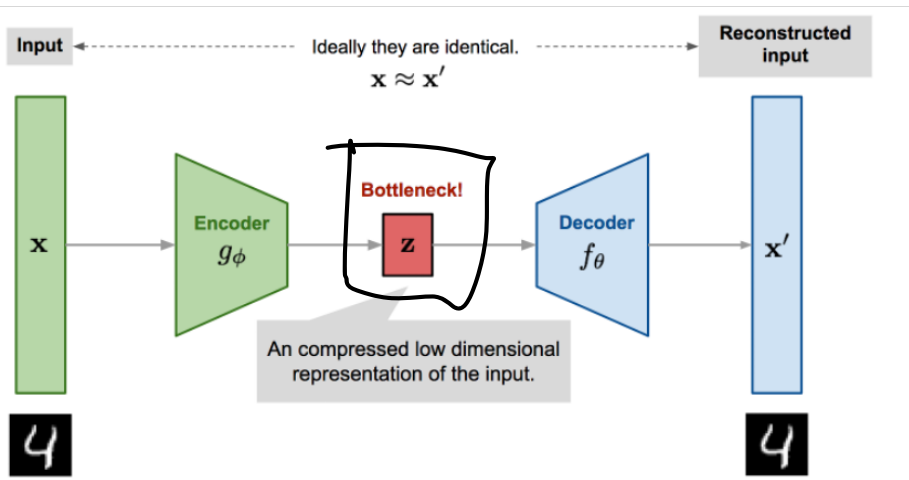 Input
Ideally they are identical.
x ≈ x′
Reconstructed
input
Bottleneck!
Encoder
gϕ
Decoder
fθ
x
z
x′
An compressed low dimensional
representation of the input.
4
4